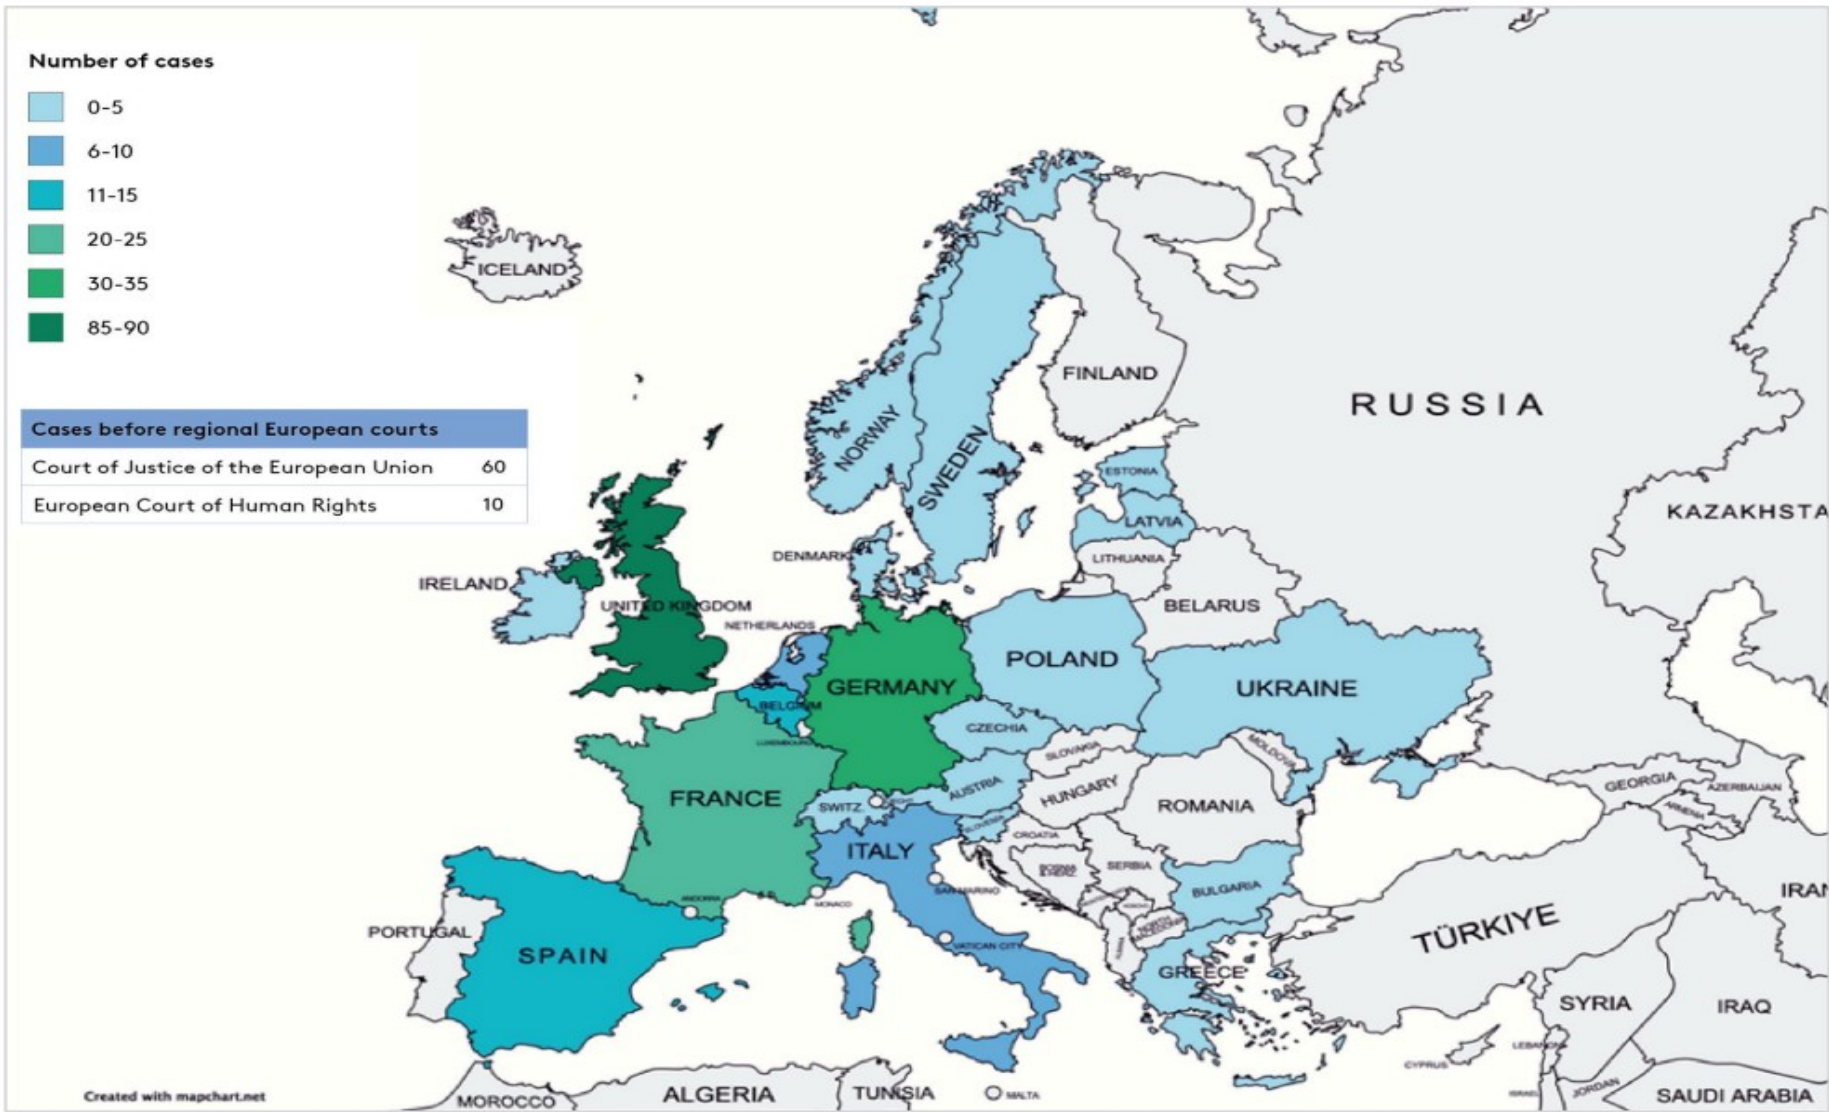 Number of cases
0-5
6-10
11-15
20-25
30-35
85-90
Cases before regional European courts
Court of Justice of the European Union 60
European Court of Human Rights 10
ICELAND
FINLAND
RUSSIA
NORWAY
SWEDEN
ESTONIA
LATVIA
LITHUANIA
KAZAKHSTA
DENMARK
IRELAND
UNITED KINGDOM
NETHERLANDS
BELARUS
POLAND
GERMANY
UKRAINE
BELGIUM
LUXEMBOURG
CZECHIA
SLOVAKIA
MOLDOVA
FRANCE
SWITZ.
AUSTRIA
HUNGARY
ROMANIA
GEORGIA
AZERBAIJAN
ARMENIA
SLOVENIA
CROATIA
ITALY
BOSNIA
& HERZ.
SERBIA
BULGARIA
SAN MARINO
ANDORRA
MONACO
KOSOVO
NORTH
MACEDONIA
IRAN
PORTUGAL
SPAIN
VATICAN CITY
TÜRKIYE
GREECE
SYRIA
IRAQ
LEBANON
CYPRUS
ISRAEL
JORDAN
SAUDI ARABIA
MALTA
TUNISIA
ALGERIA
MOROCCO
Created with mapchart.net